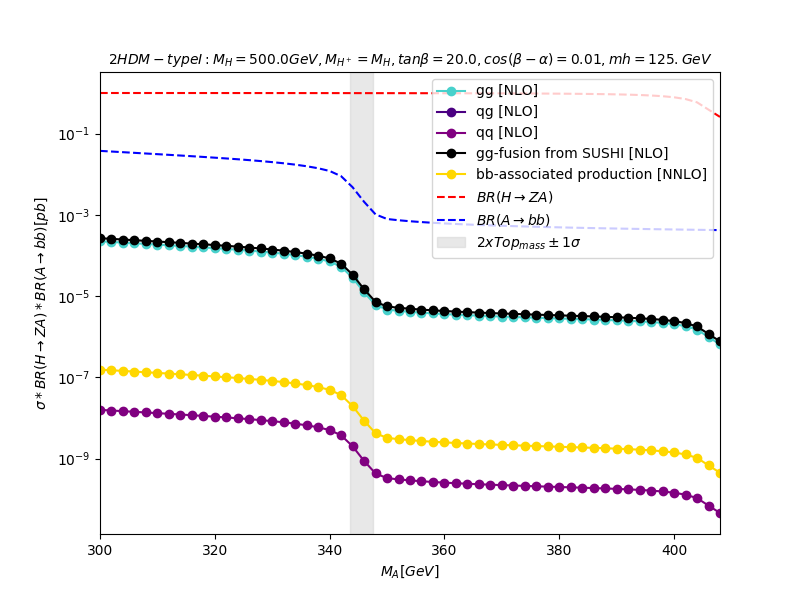 2HDM − typeI : M_H = 500.0GeV, M_{H^+} = M_H, tanβ = 20.0, cos(β − α) = 0.01, mh = 125. GeV
gg [NLO]
qg [NLO]
qq [NLO]
gg-fusion from SUSHI [NLO]
bb-associated production [NNLO]
BR(H → ZA)
BR(A → bb)
2xTop_{mass} ± 1σ
σ * BR(H → ZA) * BR(A → bb)[pb]
10^{−1}
10^{−3}
10^{−5}
10^{−7}
10^{−9}
300 320 340 360 380 400
M_A[GeV]